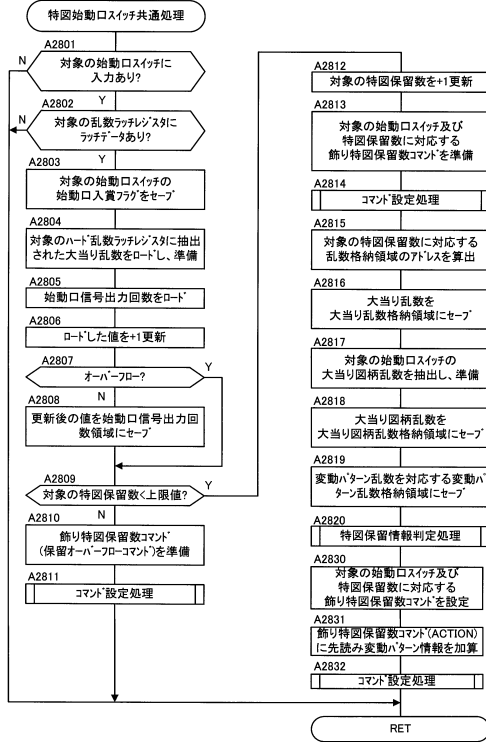 特図始動口スイッチ共通処理
A2801
N
対象の始動口スイッチに
入力あり?
Y
A2802
N
対象の乱数ラッチレジスタに
ラッチデータあり?
Y
A2803
対象の始動口スイッチの
始動口入賞フラグをセーブ
A2804
対象のハード乱数ラッチレジスタに抽出
された大当り乱数をロードし、準備
A2805
始動口信号出力回数をロード
A2806
ロードした値を+1更新
A2807
オーバーフロー?
Y
N
A2808
更新後の値を始動口信号出力回
数領域にセーブ
A2809
対象の特図保留数<上限値?
Y
N
A2810
飾り特図保留数コマンド
(保留オーバーフローコマンド)を準備
A2811
コマンド設定処理
A2812
対象の特図保留数を+1更新
A2813
対象の始動口スイッチ及び
特図保留数に対応する
飾り特図保留数コマンドを準備
A2814
コマンド設定処理
A2815
対象の特図保留数に対応する
乱数格納領域のアドレスを算出
A2816
大当り乱数を
大当り乱数格納領域にセーブ
A2817
対象の始動口スイッチの
大当り図柄乱数を抽出し、準備
A2818
大当り図柄乱数を
大当り図柄乱数格納領域にセーブ
A2819
変動パターン乱数を対応する変動パ
ターン乱数格納領域にセーブ
A2820
特図保留情報判定処理
A2830
対象の始動口スイッチ及び
特図保留数に対応する
飾り特図保留数コマンドを設定
A2831
飾り特図保留数コマンド(ACTION)
に先読み変動パターン情報を加算
A2832
コマンド設定処理
RET